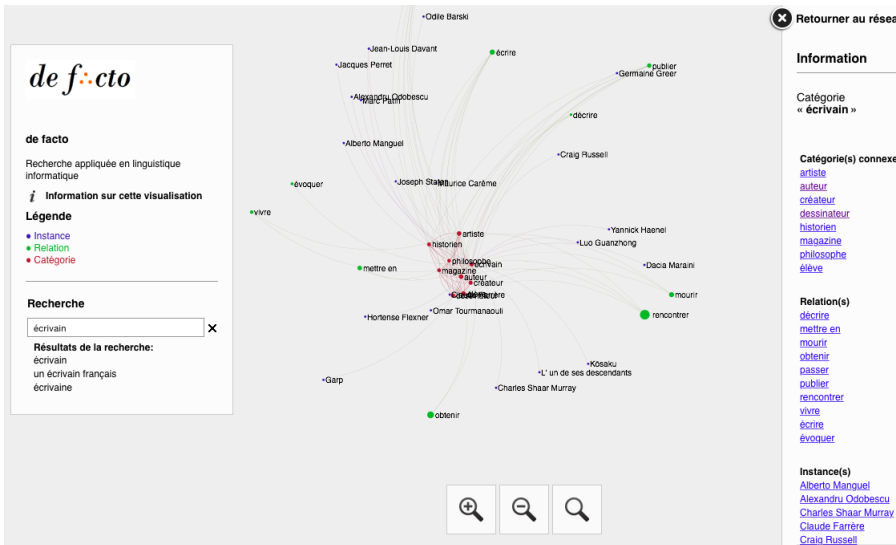 de f∴cto
de facto
Recherche appliquée en linguistique
informatique
i Information sur cette visualisation
Légende
Instance
Relation
Catégorie
Recherche
écrivain
Résultats de la recherche:
écrivain
un écrivain français
écrivaine
Odile Barski
Jean-Louis Davant
écrire
Jacques Perret
publier
Germaine Greer
Alexandru Odobescu
Marc Patin
décrire
Alberto Manguel
Craig Russell
Maurice Carême
évoquer
vivre
artiste
Yannick Haenel
historien
Luo Guanzhong
philosophe
écrivain
Dacia Maraini
mettre en
magazine
auteur
créateur
mourir
Omar Tourmanaouli
rencontrer
Hortense Flexner
Kōsaku
L' un de ses descendants
Garp
Charles Shaar Murray
obtenir
Retourner au résea
Information
Catégorie
« écrivain »
Catégorie(s) connexe
artiste
auteur
créateur
dessinateur
historien
magazine
philosophe
élève
Relation(s)
décrire
mettre en
mourir
obtenir
passer
publier
rencontrer
vivre
écrire
évoquer
Instance(s)
Alberto Manguel
Alexandru Odobescu
Charles Shaar Murray
Claude Farrère
Craig Russell